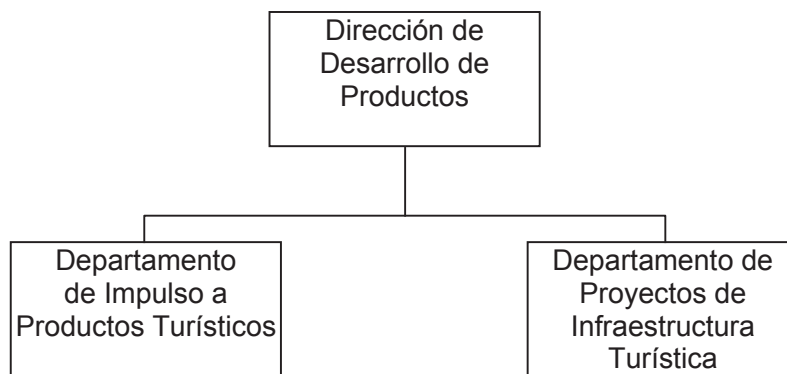 Dirección de
Desarrollo de
Productos
Departamento
de Impulso a
Productos Turísticos
Departamento de
Proyectos de
Infraestructura
Turística